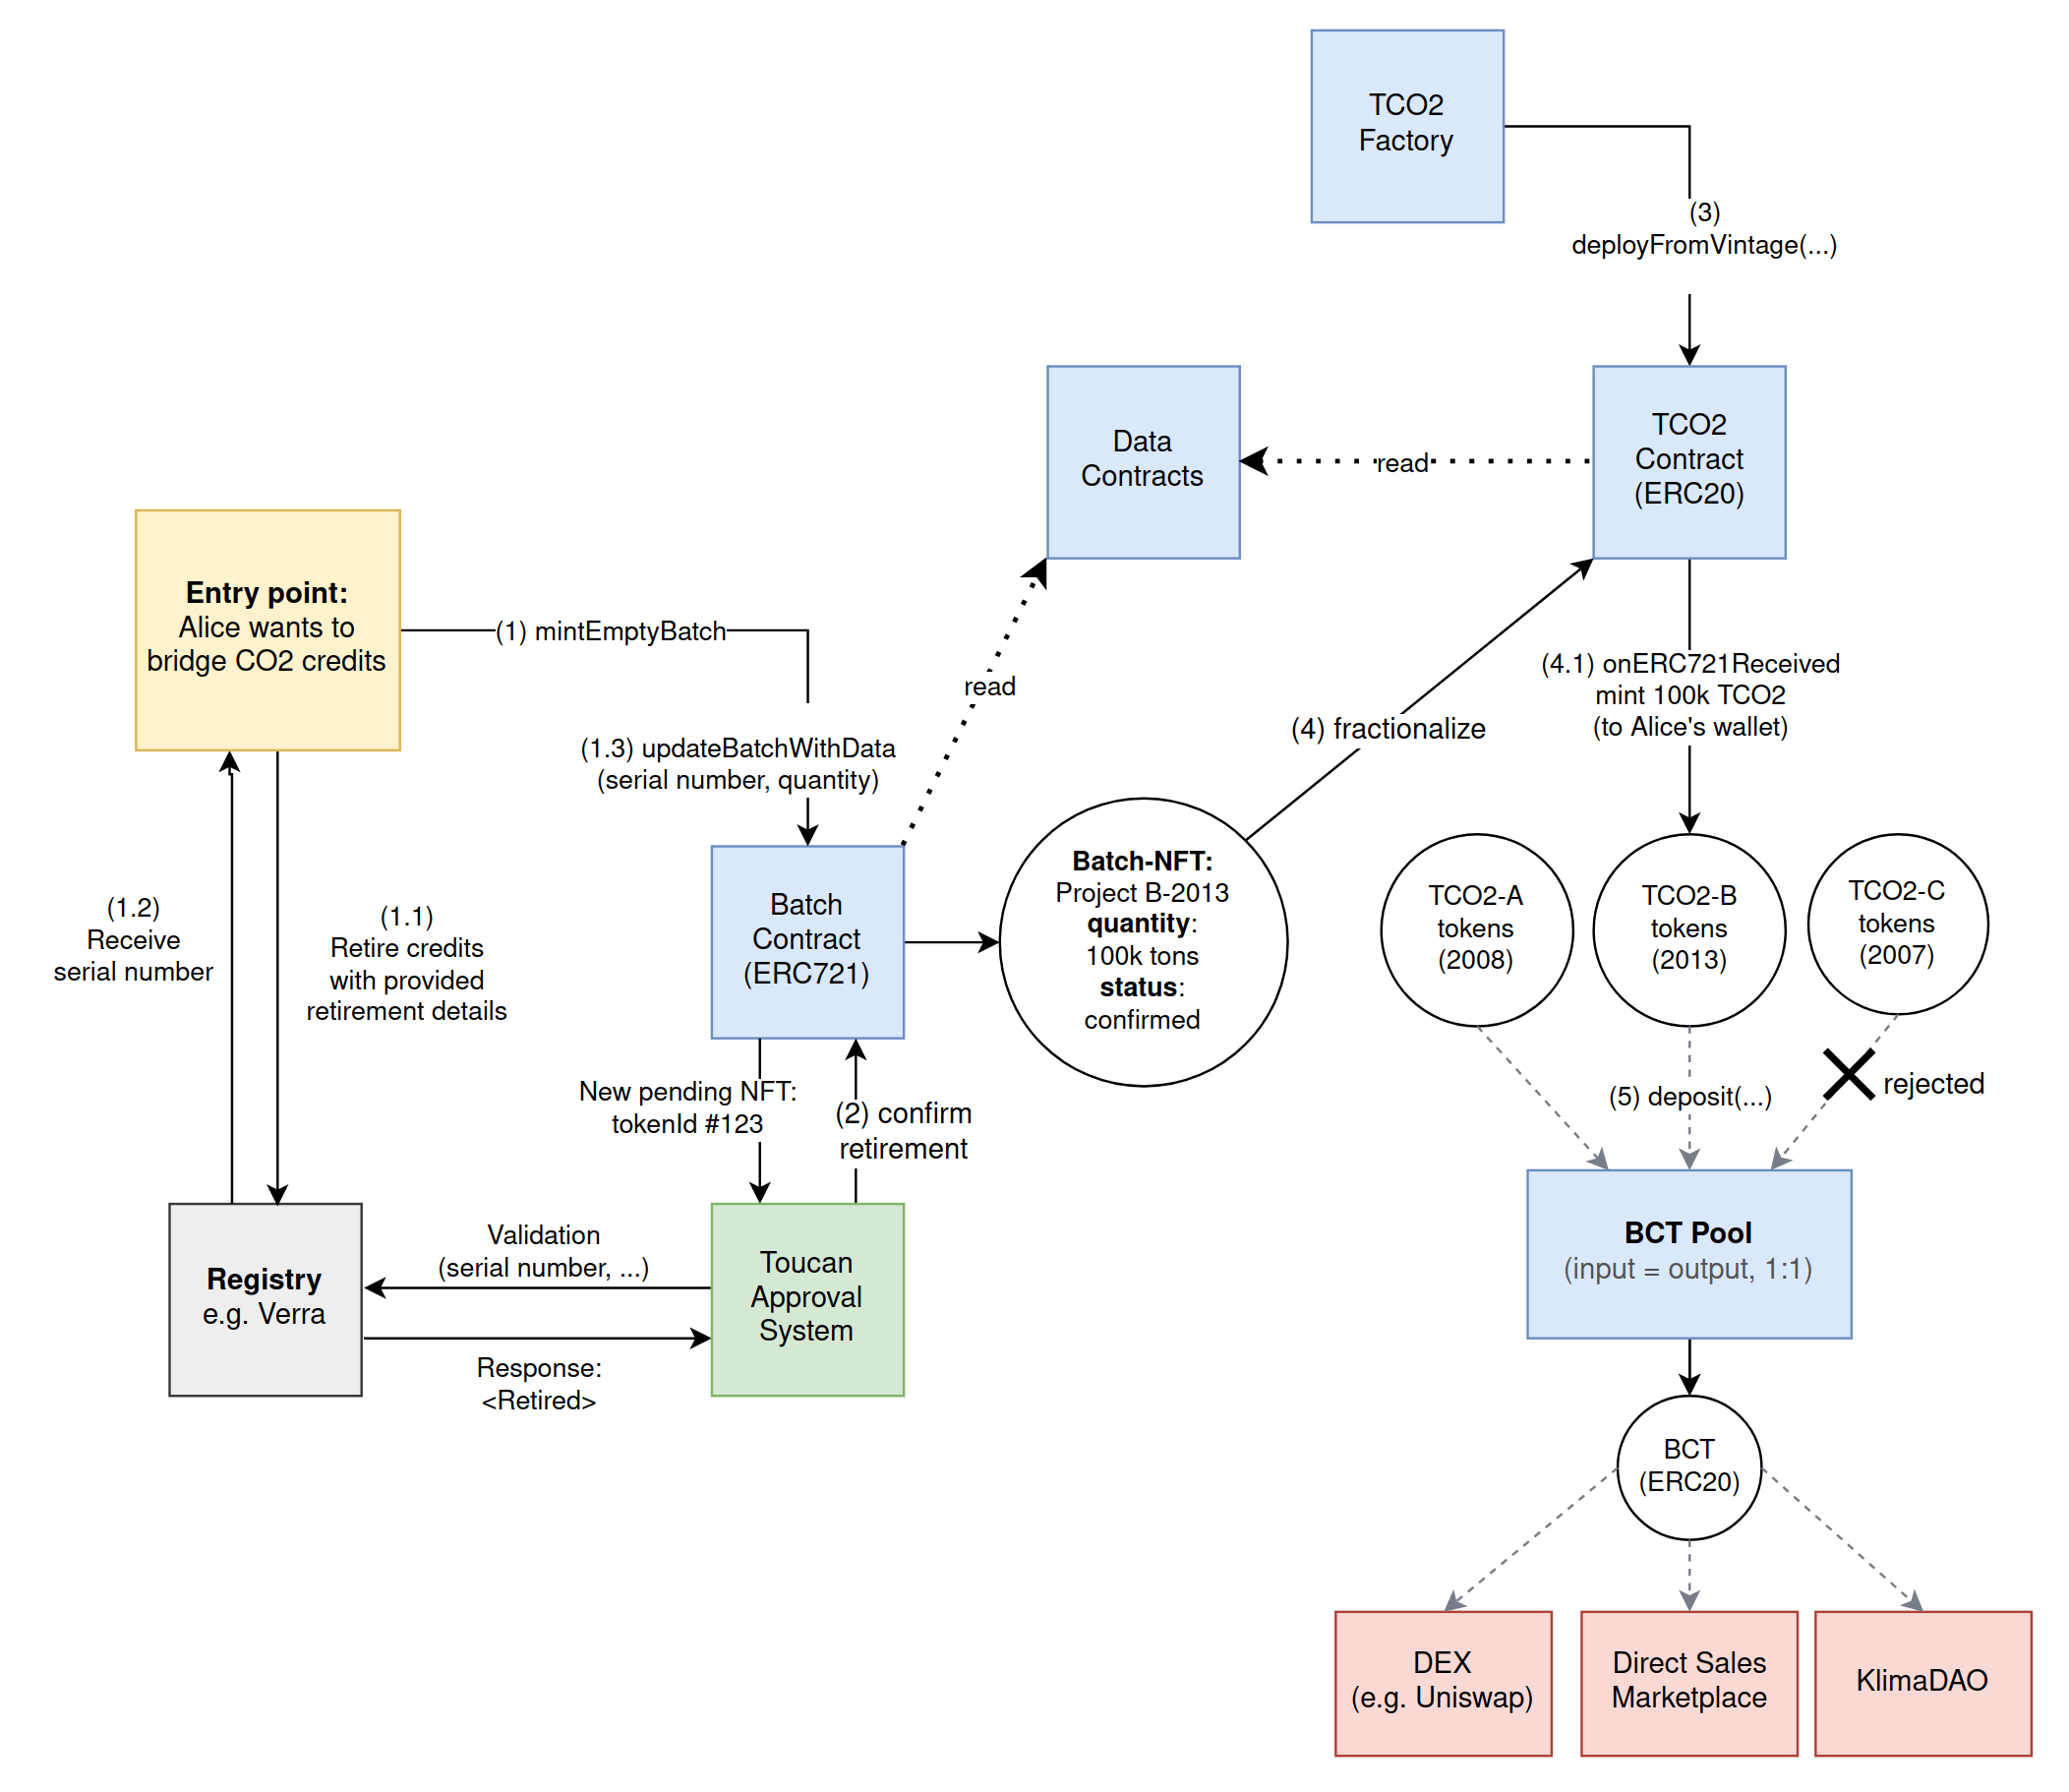 TCO2
Factory
(3)
deployFromVintage(...)
Data
Contracts
read
TCO2
Contract
(ERC20)
Entry point:
Alice wants to
bridge CO2 credits
(1) mintEmptyBatch
read
(4.1) onERC721Received
mint 100k TCO2
(to Alice's wallet)
(4) fractionalize
(1.3) updateBatchWithData
(serial number, quantity)
(1.2)
Receive
serial number
(1.1)
Retire credits
with provided
retirement details
Batch
Contract
(ERC721)
Batch-NFT:
Project B-2013
quantity:
100k tons
status:
confirmed
TCO2-A
tokens
(2008)
TCO2-B
tokens
(2013)
TCO2-C
tokens
(2007)
New pending NFT:
tokenId #123
(2) confirm
retirement
(5) deposit(...)
rejected
Registry
e.g. Verra
Validation
(serial number, ...)
Response:
<Retired>
Toucan
Approval
System
BCT Pool
(input = output, 1:1)
BCT
(ERC20)
DEX
(e.g. Uniswap)
Direct Sales
Marketplace
KlimaDAO